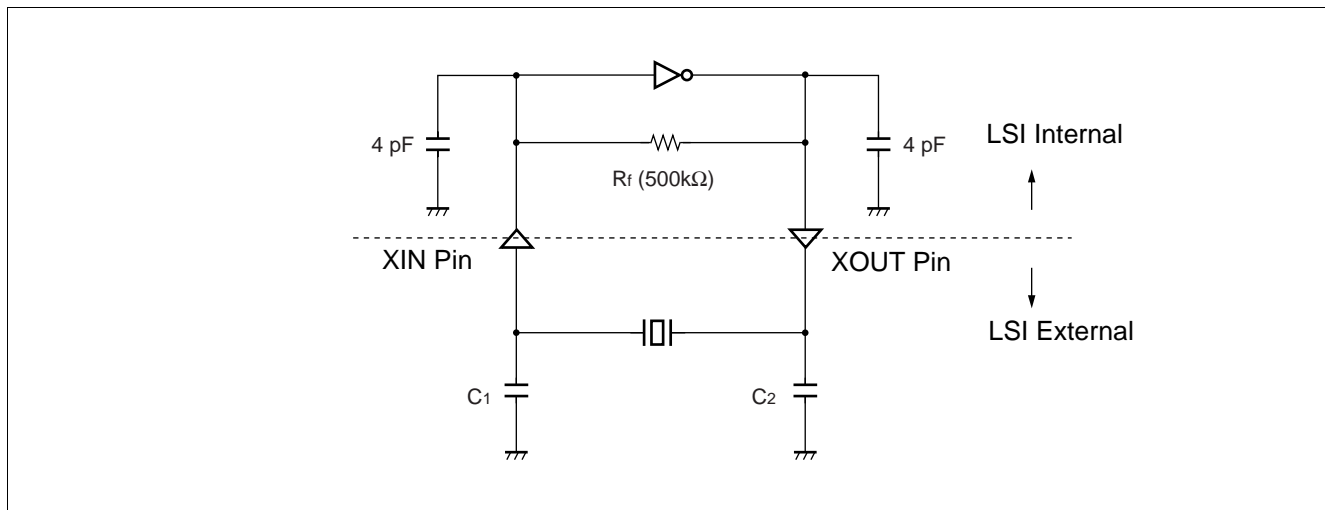 4 pF
4 pF
LSI Internal
Rf (500kΩ)
XIN Pin
XOUT Pin
LSI External
C1
C2